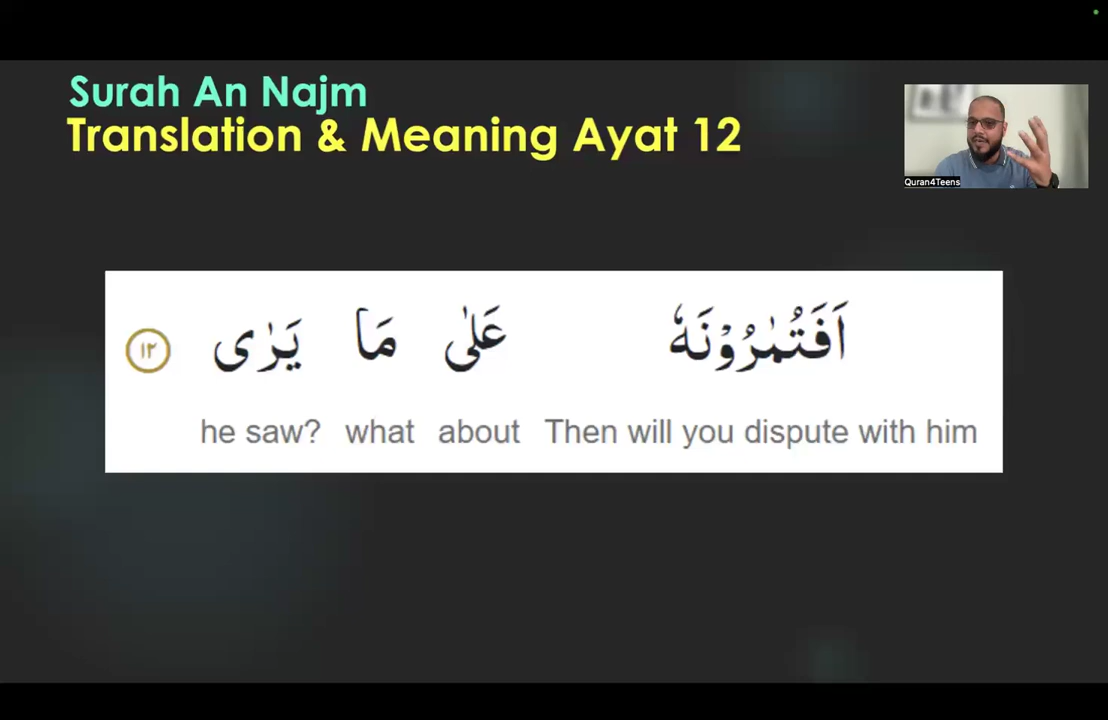 Surah An Najm
Translation & Meaning Ayat 12
Quran4Teens
اَفَتُمٰرُوْنَهٗ عَلٰى مَا يَرٰى ١٢
he saw? what about Then will you dispute with him